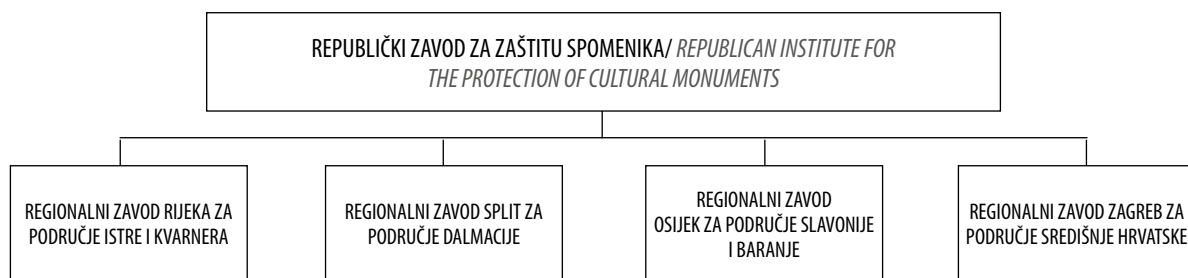 REPUBLIČKI ZAVOD ZA ZAŠTITU SPOMENIKA/ REPUBLICAN INSTITUTE FOR
THE PROTECTION OF CULTURAL MONUMENTS
REGIONALNI ZAVOD RIJEKA ZA
PODRUČJE ISTRE I KVARNERA
REGIONALNI ZAVOD SPLIT ZA
PODRUČJE DALMACIJE
REGIONALNI ZAVOD
OSIJEK ZA PODRUČJE SLAVONIJE
I BARANJE
REGIONALNI ZAVOD ZAGREB ZA
PODRUČJE SREDIŠNJE HRVATSKE